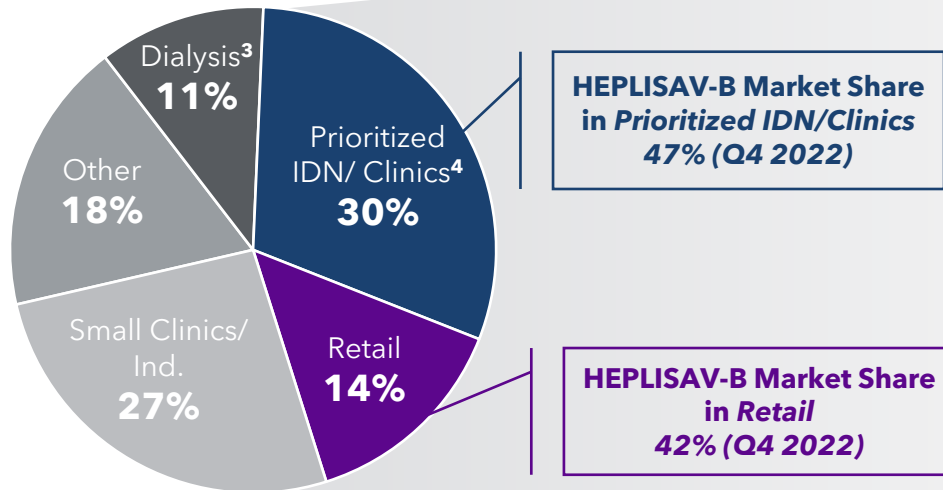 Dialysis³
11%
Prioritized
IDN/ Clinics⁴
30%
Other
18%
Small Clinics/
Ind.
27%
Retail
14%
HEPLISAV-B Market Share
in Prioritized IDN/Clinics
47% (Q4 2022)
HEPLISAV-B Market Share
in Retail
42% (Q4 2022)